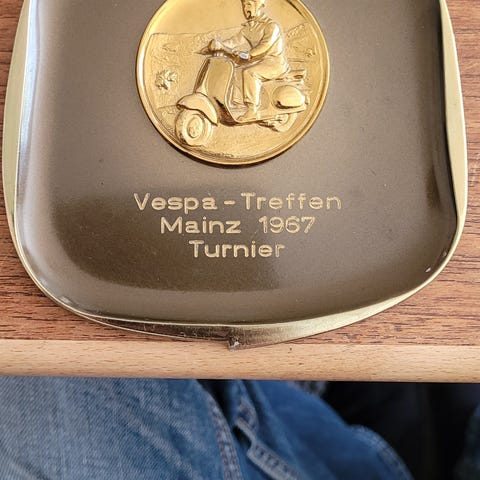 Vespa - Treffen
Mainz 1967
Turnier